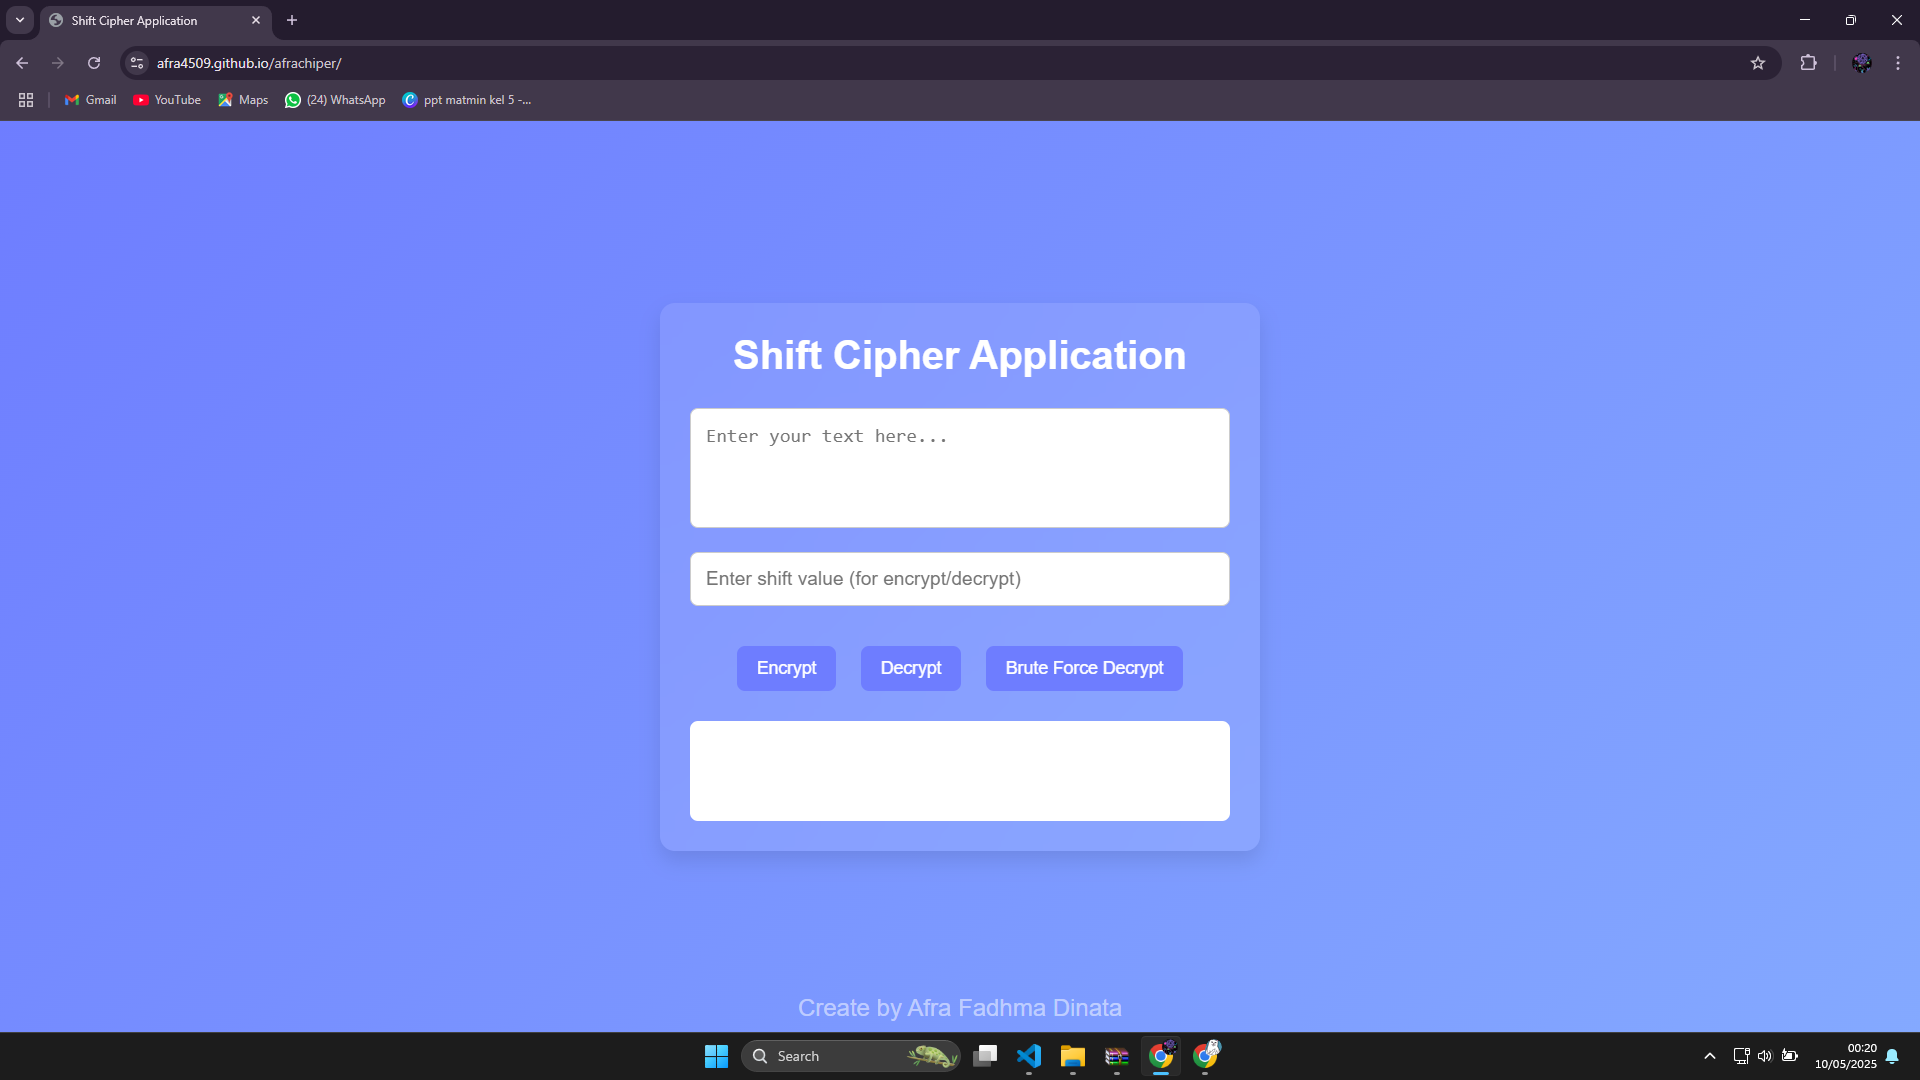 Shift Cipher Application
afra4509.github.io/afrachiper/
Gmail
YouTube
Maps
(24) WhatsApp
ppt matmin kel 5 -...
Shift Cipher Application
Enter your text here...
Enter shift value (for encrypt/decrypt)
Encrypt
Decrypt
Brute Force Decrypt
Create by Afra Fadhma Dinata
Search
00:20
10/05/2025